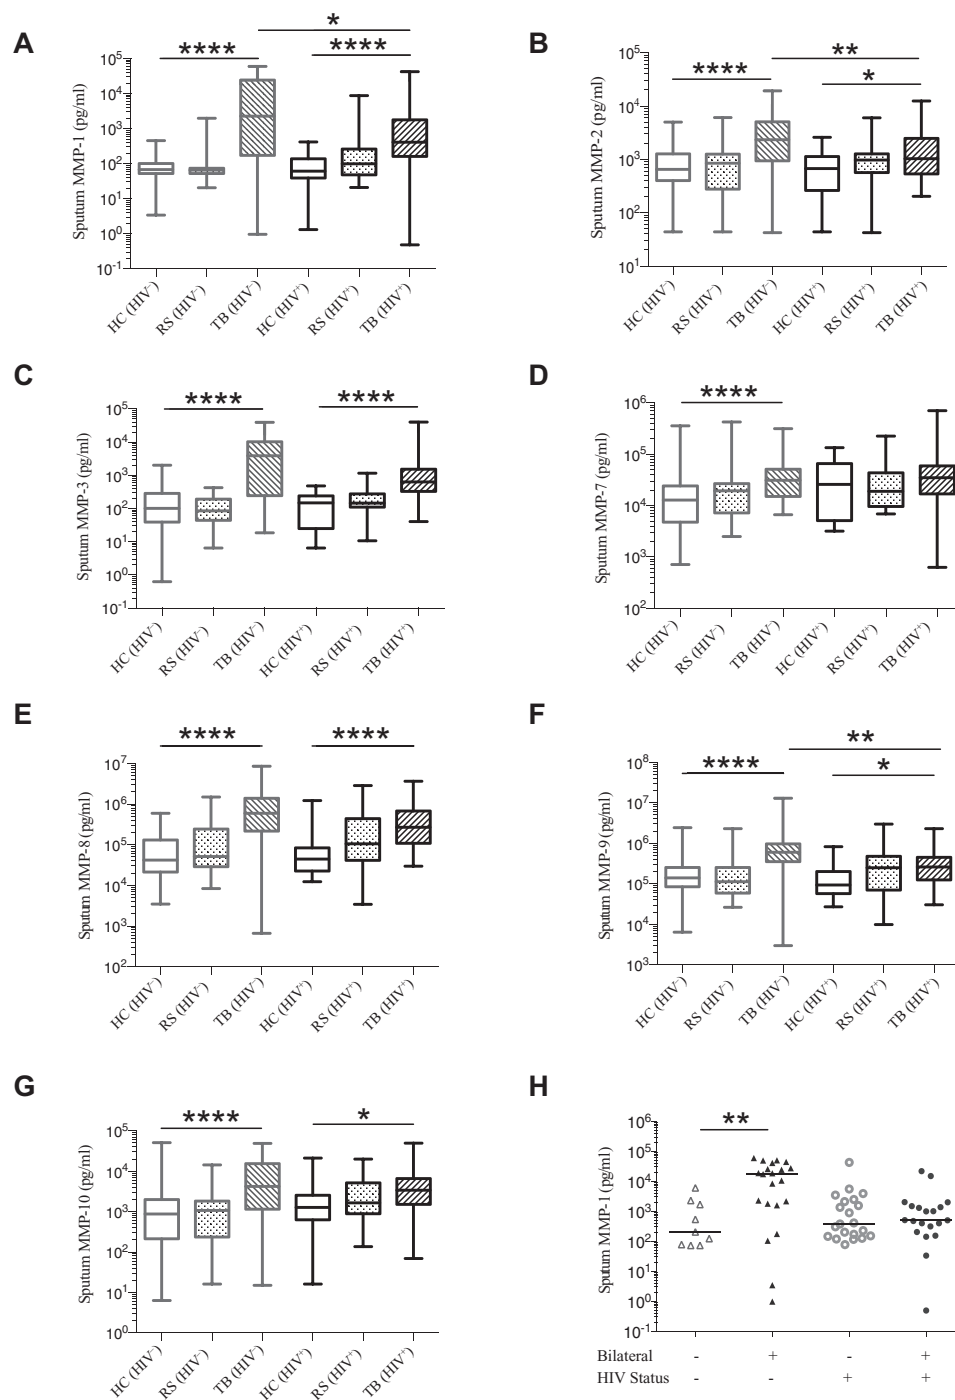 A
*
****
****
Sputum MMP-1 (pg/ml)
10⁵
10⁴
10³
10²
10¹
10⁰
10⁻¹
HC (HIV⁻)
RS (HIV⁻)
TB (HIV⁻)
HC (HIV⁺)
RS (HIV⁺)
TB (HIV⁺)
B
**
****
*
Sputum MMP-2 (pg/ml)
10⁵
10⁴
10³
10²
10¹
HC (HIV⁻)
RS (HIV⁻)
TB (HIV⁻)
HC (HIV⁺)
RS (HIV⁺)
TB (HIV⁺)
C
****
****
Sputum MMP-3 (pg/ml)
10⁵
10⁴
10³
10²
10¹
10⁰
10⁻¹
HC (HIV⁻)
RS (HIV⁻)
TB (HIV⁻)
HC (HIV⁺)
RS (HIV⁺)
TB (HIV⁺)
D
****
Sputum MMP-7 (pg/ml)
10⁶
10⁵
10⁴
10³
10²
HC (HIV⁻)
RS (HIV⁻)
TB (HIV⁻)
HC (HIV⁺)
RS (HIV⁺)
TB (HIV⁺)
E
****
****
Sputum MMP-8 (pg/ml)
10⁷
10⁶
10⁵
10⁴
10³
10²
HC (HIV⁻)
RS (HIV⁻)
TB (HIV⁻)
HC (HIV⁺)
RS (HIV⁺)
TB (HIV⁺)
F
**
****
*
Sputum MMP-9 (pg/ml)
10⁸
10⁷
10⁶
10⁵
10⁴
10³
HC (HIV⁻)
RS (HIV⁻)
TB (HIV⁻)
HC (HIV⁺)
RS (HIV⁺)
TB (HIV⁺)
G
****
*
Sputum MMP-10 (pg/ml)
10⁵
10⁴
10³
10²
10¹
10⁰
HC (HIV⁻)
RS (HIV⁻)
TB (HIV⁻)
HC (HIV⁺)
RS (HIV⁺)
TB (HIV⁺)
H
**
Sputum MMP-1 (pg/ml)
10⁶
10⁵
10⁴
10³
10²
10¹
10⁰
10⁻¹
Bilateral - + - +
HIV Status - - + +